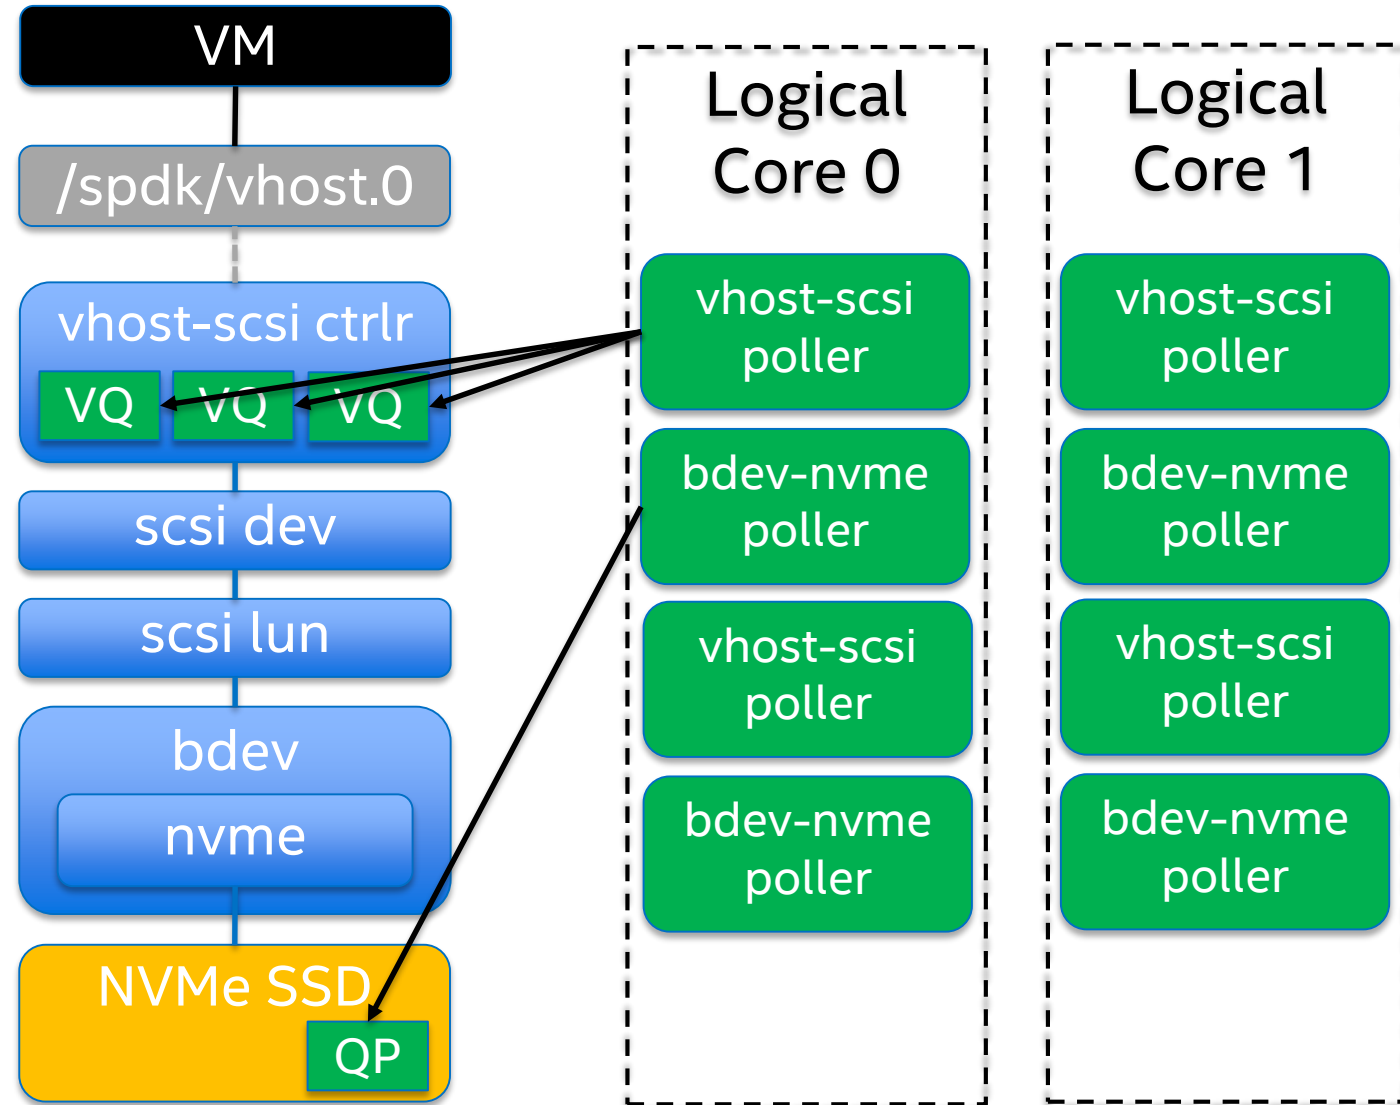 VM
/spdk/vhost.0
vhost-scsi ctrlr
VQ VQ VQ
scsi dev
scsi lun
bdev
nvme
NVMe SSD
QP
Logical
Core 0
vhost-scsi
poller
bdev-nvme
poller
vhost-scsi
poller
bdev-nvme
poller
Logical
Core 1
vhost-scsi
poller
bdev-nvme
poller
vhost-scsi
poller
bdev-nvme
poller